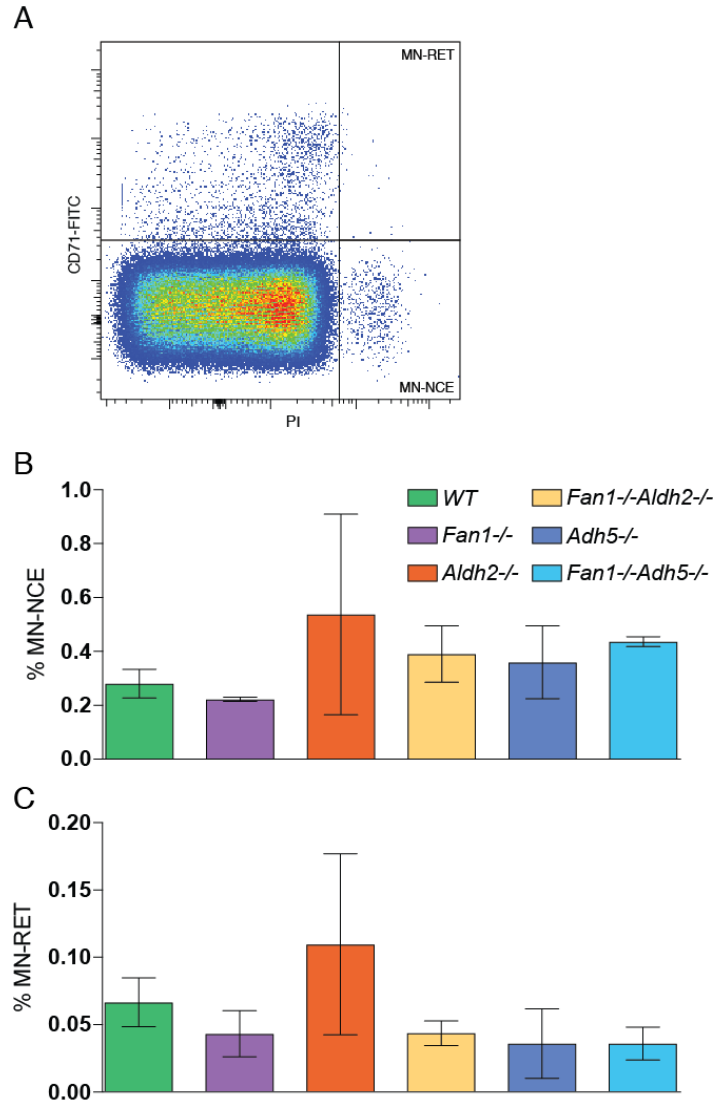 A
MN-RET
CD71-FITC
MN-NCE
PI
B
% MN-NCE
1.0
0.8
0.6
0.4
0.2
0.0
WT
Fan1-/-Aldh2-/-
Fan1-/-
Adh5-/-
Aldh2-/-
Fan1-/-Adh5-/-
C
% MN-RET
0.20
0.15
0.10
0.05
0.00